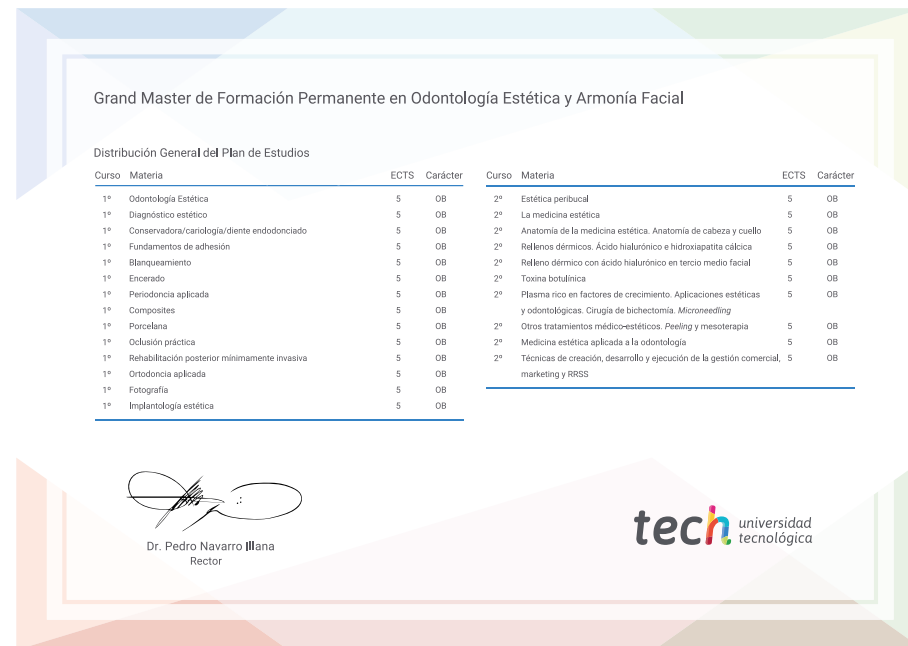 Grand Master de Formación Permanente en Odontología Estética y Armonía Facial
Distribución General del Plan de Estudios
Curso Materia ECTS Carácter
1º Odontología Estética 5 OB
1º Diagnóstico estético 5 OB
1º Conservadora/cariología/diente endodonciado 5 OB
1º Fundamentos de adhesión 5 OB
1º Blanqueamiento 5 OB
1º Encerado 5 OB
1º Periodoncia aplicada 5 OB
1º Composites 5 OB
1º Porcelana 5 OB
1º Oclusión práctica 5 OB
1º Rehabilitación posterior mínimamente invasiva 5 OB
1º Ortodoncia aplicada 5 OB
1º Fotografía 5 OB
1º Implantología estética 5 OB
Curso Materia ECTS Carácter
2º Estética peribucal 5 OB
2º La medicina estética 5 OB
2º Anatomía de la medicina estética. Anatomía de cabeza y cuello 5 OB
2º Rellenos dérmicos. Ácido hialurónico e hidroxiapatita cálcica 5 OB
2º Relleno dérmico con ácido hialurónico en tercio medio facial 5 OB
2º Toxina botulínica 5 OB
2º Plasma rico en factores de crecimiento. Aplicaciones estéticas 5 OB
y odontológicas. Cirugía de bichectomía. Microneedling
2º Otros tratamientos médico-estéticos. Peeling y mesoterapia 5 OB
2º Medicina estética aplicada a la odontología 5 OB
2º Técnicas de creación, desarrollo y ejecución de la gestión comercial, 5 OB
marketing y RRSS
Dr. Pedro Navarro Illana
Rector
tech universidad
tecnológica